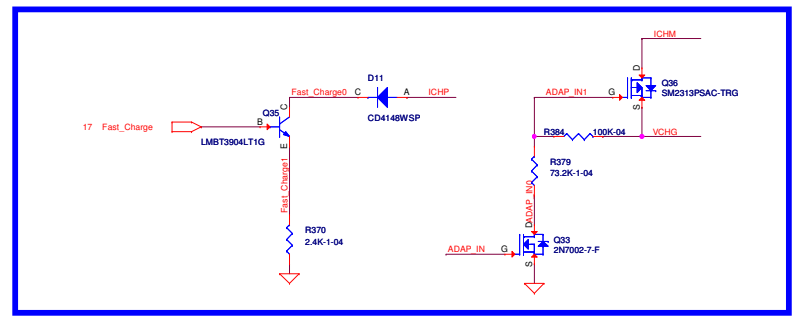 ICHM
D11
Fast_Charge0 C A ICHP
CD4148WSP
C
Q35
17 Fast_Charge
B
LMBT3904LT1G
E
Fast_Charge1
R370
2.4K-1-04
D
Q36
SM2313PSAC-TRG
ADAP_IN1 G
S
R384 100K-04 VCHG
R379
73.2K-1-04
ADAP_IN0
D
Q33
2N7002-7-F
ADAP_IN G
S